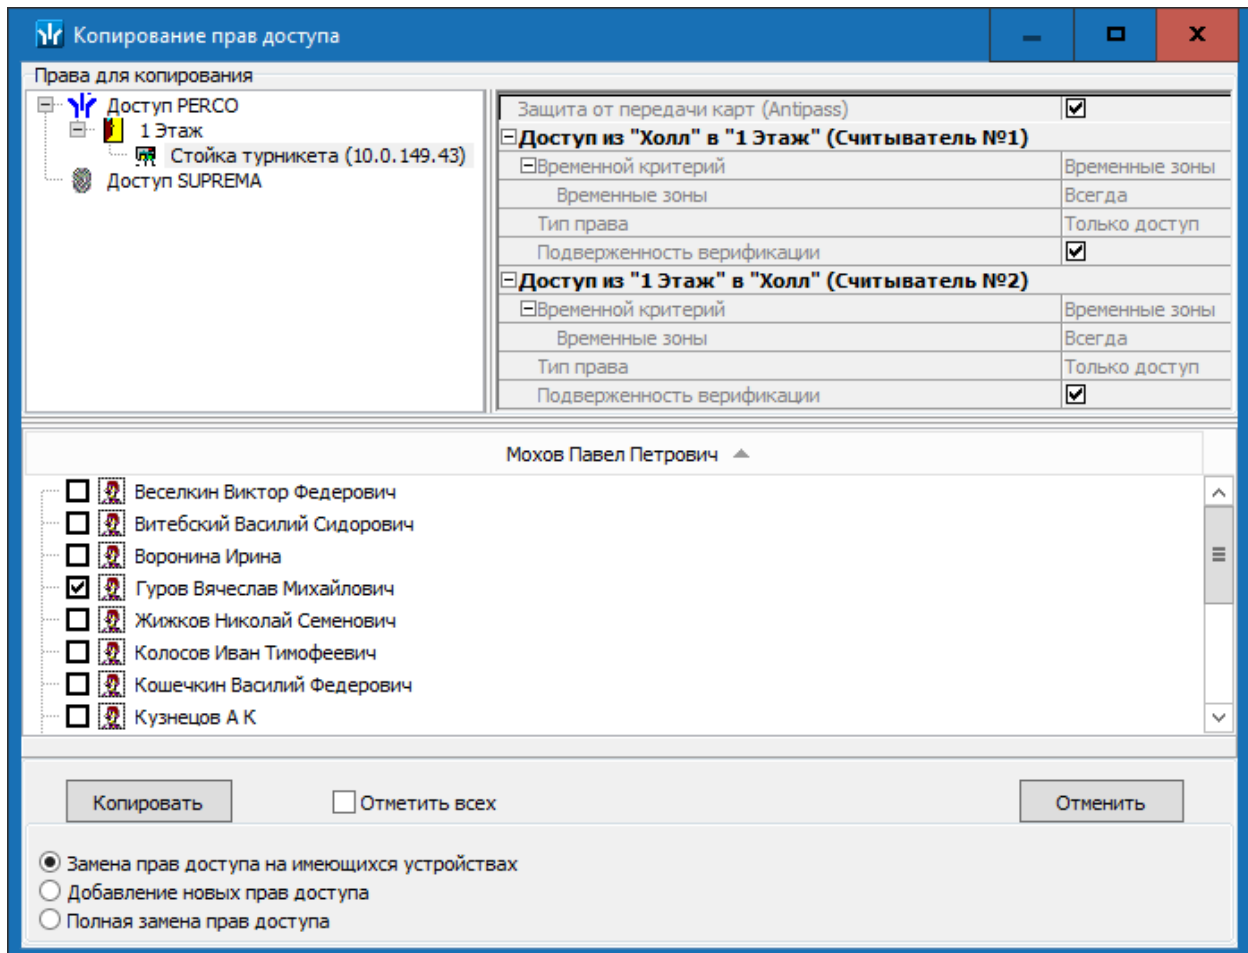 Копирование прав доступа
Права для копирования
Доступ PERCO
1 Этаж
Стойка турникета (10.0.149.43)
Доступ SUPREMA
Защита от передачи карт (Antipass)
Доступ из "Холл" в "1 Этаж" (Считыватель №1)
Временной критерий Временные зоны
Временные зоны Всегда
Тип права Только доступ
Подверженность верификации
Доступ из "1 Этаж" в "Холл" (Считыватель №2)
Временной критерий Временные зоны
Временные зоны Всегда
Тип права Только доступ
Подверженность верификации
Мохов Павел Петрович
Веселкин Виктор Федерович
Витебский Василий Сидорович
Воронина Ирина
Гуров Вячеслав Михайлович
Жижков Николай Семенович
Колосов Иван Тимофеевич
Кошечкин Василий Федерович
Кузнецов А К
Копировать Отметить всех Отменить
Замена прав доступа на имеющихся устройствах
Добавление новых прав доступа
Полная замена прав доступа